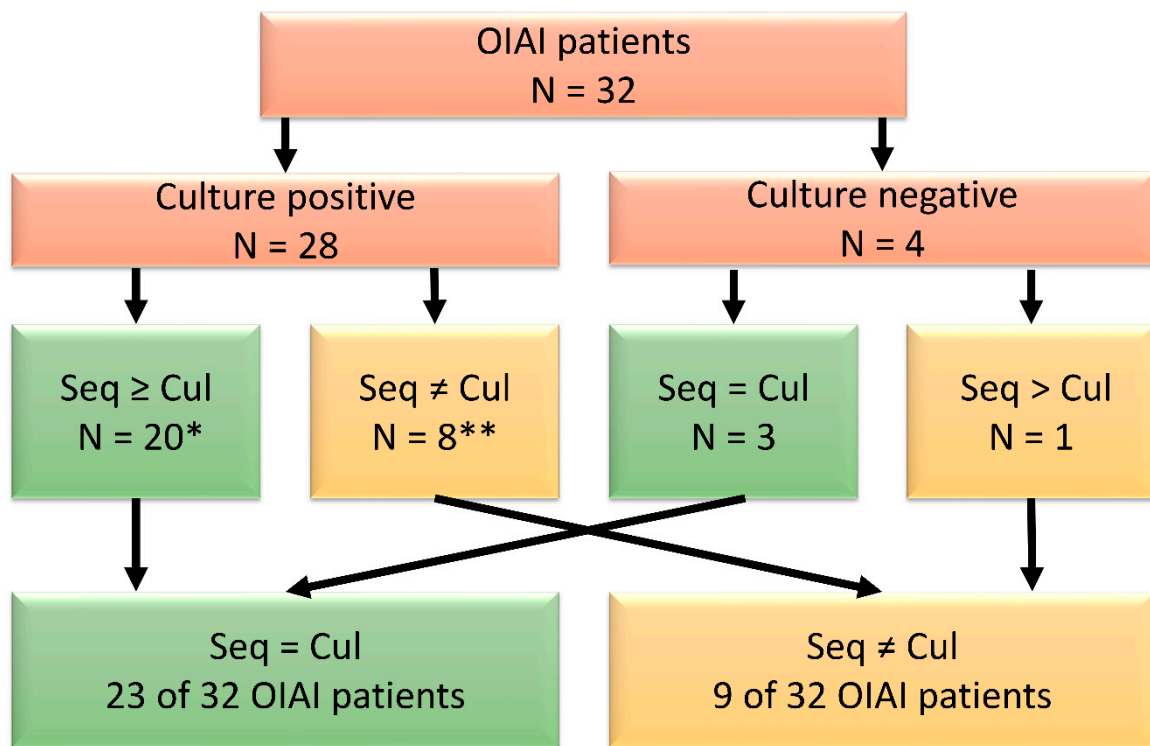 OIAI patients
N = 32
Culture positive
N = 28
Culture negative
N = 4
Seq ≥ Cul
N = 20*
Seq ≠ Cul
N = 8**
Seq = Cul
N = 3
Seq > Cul
N = 1
Seq = Cul
23 of 32 OIAI patients
Seq ≠ Cul
9 of 32 OIAI patients